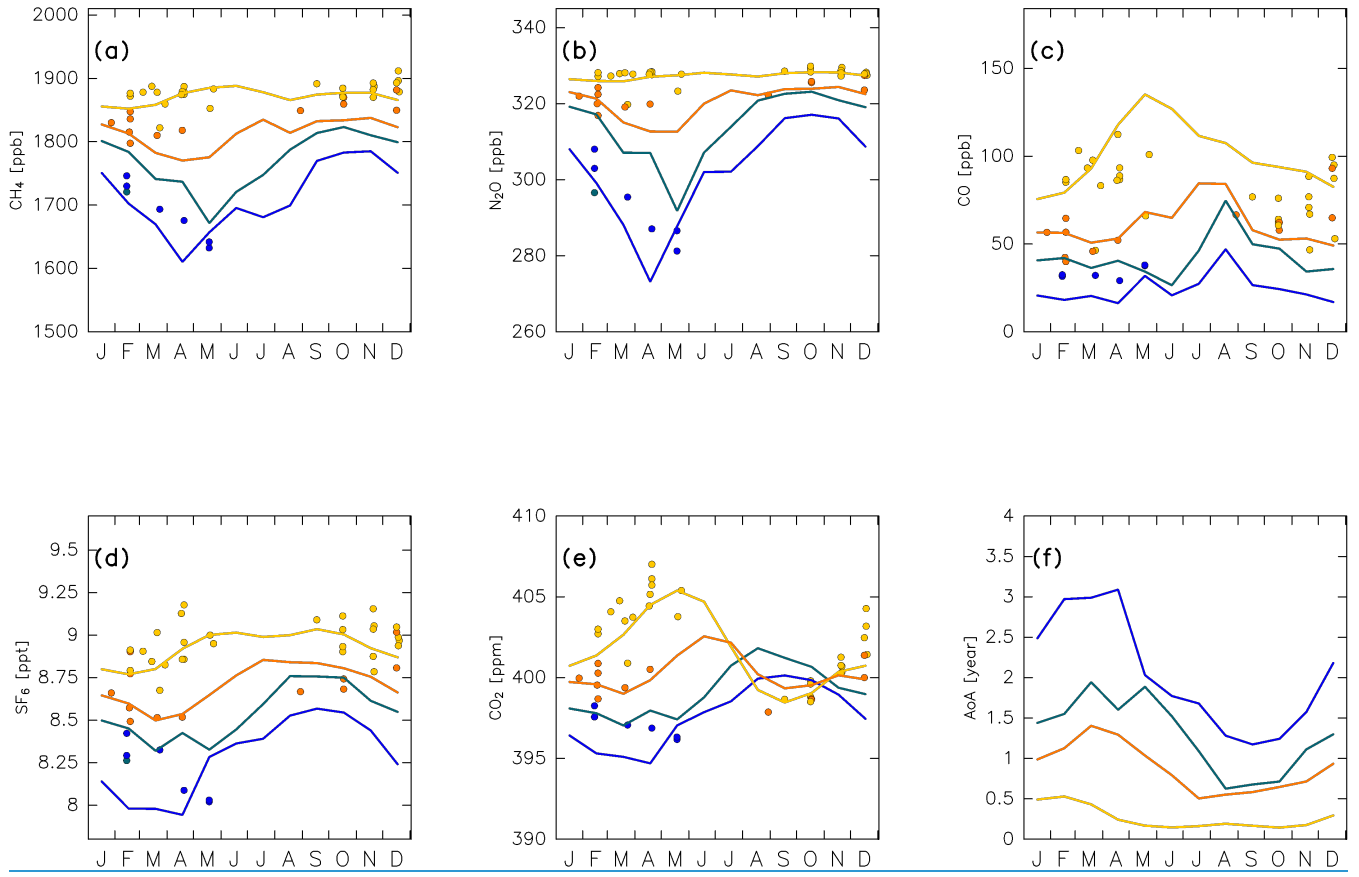 (a)
CH4 [ppb]
2000
1900
1800
1700
1600
1500
J F M A M J J A S O N D
(b)
N2O [ppb]
340
320
300
280
260
J F M A M J J A S O N D
(c)
CO [ppb]
150
100
50
0
J F M A M J J A S O N D
(d)
SF6 [ppt]
9.5
9.25
9
8.75
8.5
8.25
8
J F M A M J J A S O N D
(e)
CO2 [ppm]
410
405
400
395
390
J F M A M J J A S O N D
(f)
AoA [year]
4
3.5
3
2.5
2
1.5
1
0.5
0
J F M A M J J A S O N D